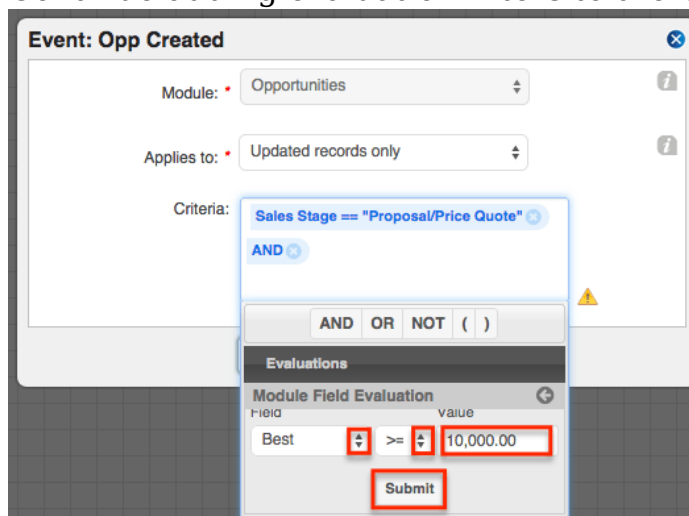 Event: Opp Created
Module: * Opportunities
Applies to: * Updated records only
Criteria: Sales Stage == "Proposal/Price Quote"
AND
AND OR NOT ( )
Evaluations
Module Field Evaluation
Field Value
Best >= 10,000.00
Submit